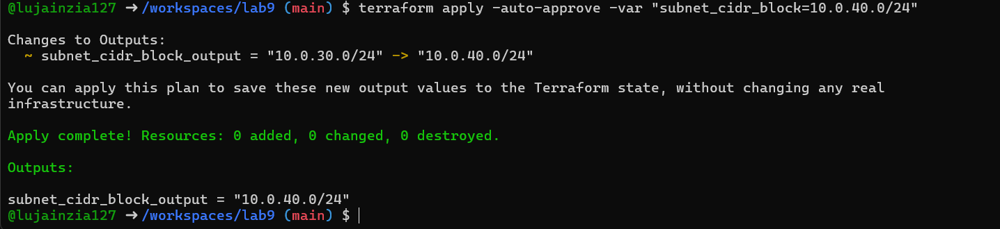 @lujainzia127 ➜ /workspaces/lab9 (main) $ terraform apply -auto-approve -var "subnet_cidr_block=10.0.40.0/24"
Changes to Outputs:
~ subnet_cidr_block_output = "10.0.30.0/24" -> "10.0.40.0/24"
You can apply this plan to save these new output values to the Terraform state, without changing any real
infrastructure.
Apply complete! Resources: 0 added, 0 changed, 0 destroyed.
Outputs:
subnet_cidr_block_output = "10.0.40.0/24"
@lujainzia127 ➜ /workspaces/lab9 (main) $